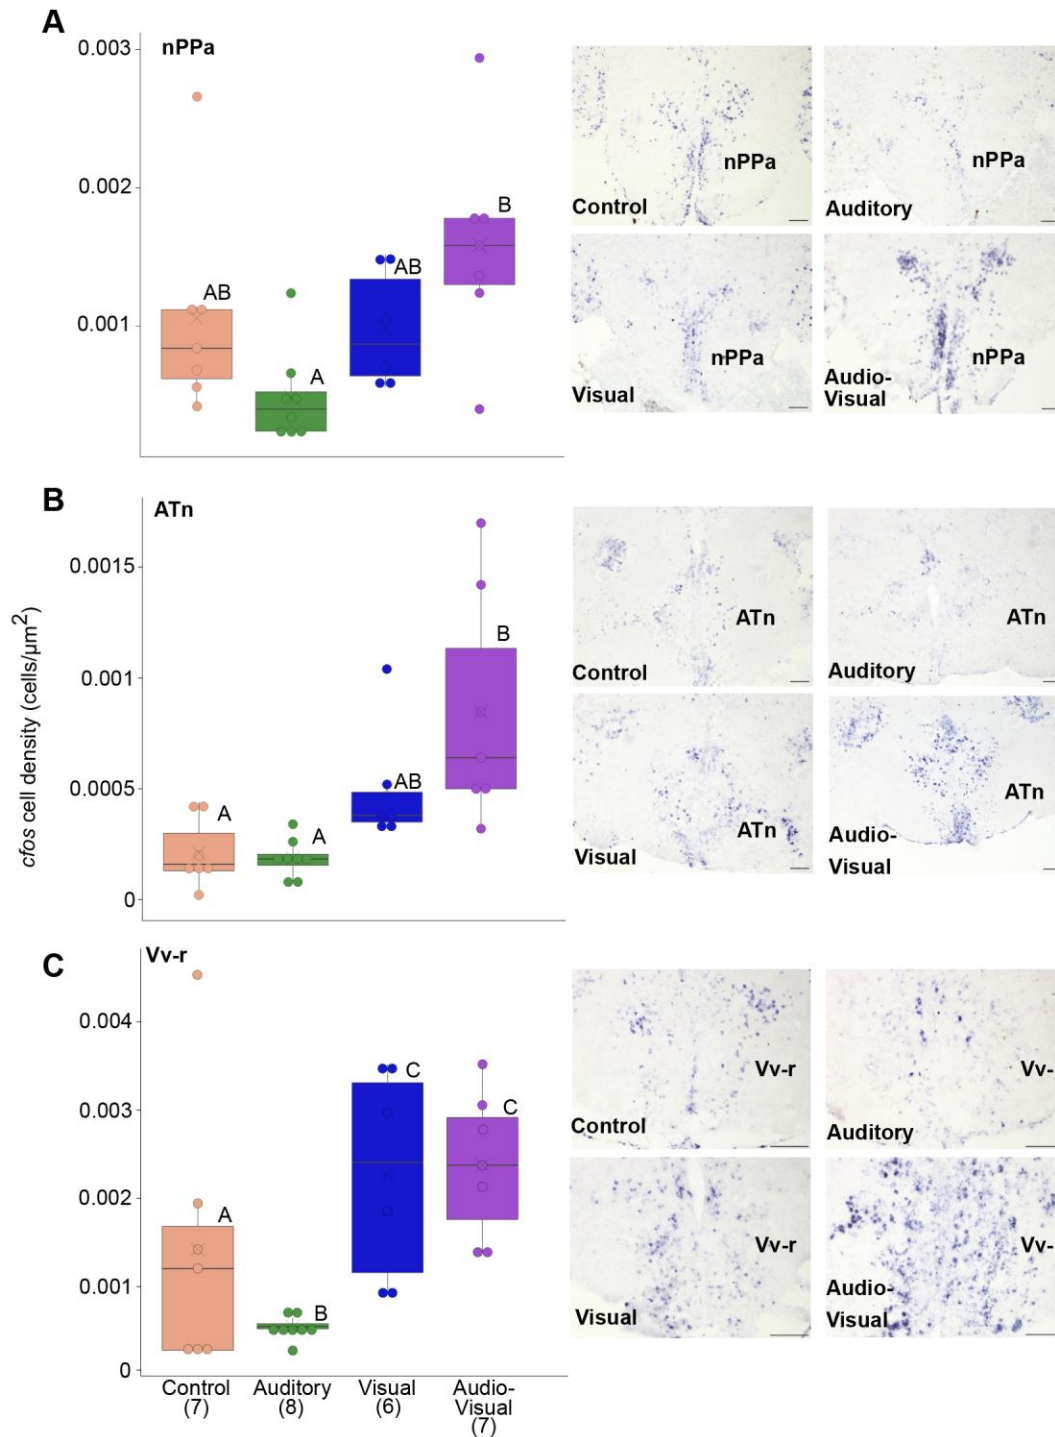 A
nPPa
0.003
0.002
0.001
AB
A
AB
B
nPPa
Control
nPPa
Auditory
nPPa
Visual
nPPa
Audio-
Visual
B
ATn
cfos cell density (cells/µm²)
0.0015
0.001
0.0005
0
A
A
AB
B
ATn
Control
ATn
Auditory
ATn
Visual
ATn
Audio-
Visual
C
Vv-r
0.004
0.003
0.002
0.001
0
A
B
C
C
Control
(7)
Auditory
(8)
Visual
(6)
Audio-
Visual
(7)
Vv-r
Control
Vv-
Auditory
Vv-r
Visual
Vv-
Audio-
Visual